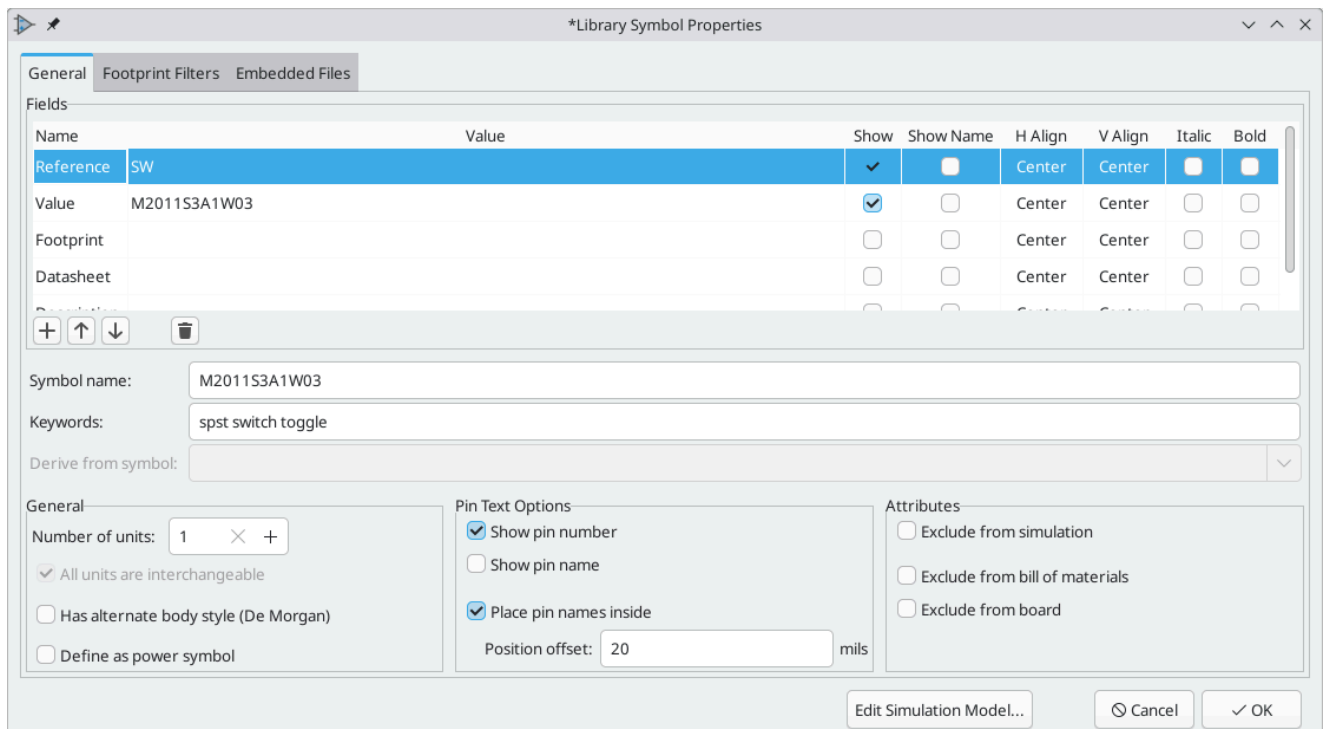 *Library Symbol Properties
General Footprint Filters Embedded Files
Fields
Name Value Show Show Name H Align V Align Italic Bold
Reference SW Center Center
Value M2011S3A1W03 Center Center
Footprint Center Center
Datasheet Center Center
Symbol name: M2011S3A1W03
Keywords: spst switch toggle
Derive from symbol:
General Pin Text Options Attributes
Number of units: 1 Show pin number Exclude from simulation
All units are interchangeable Show pin name Exclude from bill of materials
Has alternate body style (De Morgan) Place pin names inside Exclude from board
Define as power symbol Position offset: 20 mils
Edit Simulation Model... Cancel OK